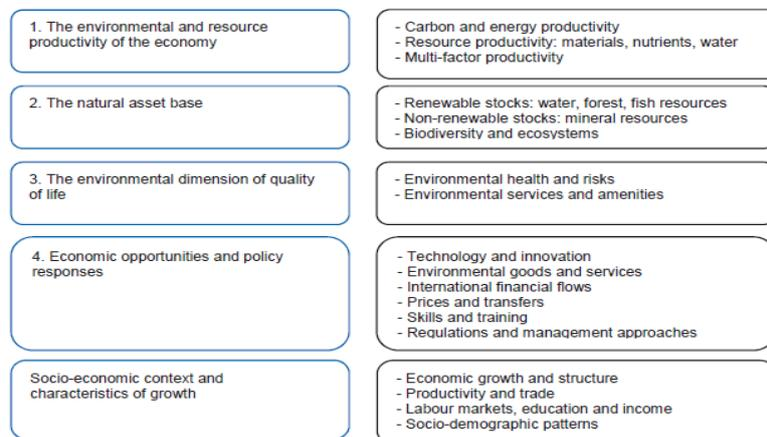 1. The environmental and resource
productivity of the economy
- Carbon and energy productivity
- Resource productivity: materials, nutrients, water
- Multi-factor productivity
2. The natural asset base
- Renewable stocks: water, forest, fish resources
- Non-renewable stocks: mineral resources
- Biodiversity and ecosystems
3. The environmental dimension of quality
of life
- Environmental health and risks
- Environmental services and amenities
4. Economic opportunities and policy
responses
- Technology and innovation
- Environmental goods and services
- International financial flows
- Prices and transfers
- Skills and training
- Regulations and management approaches
Socio-economic context and
characteristics of growth
- Economic growth and structure
- Productivity and trade
- Labour markets, education and income
- Socio-demographic patterns